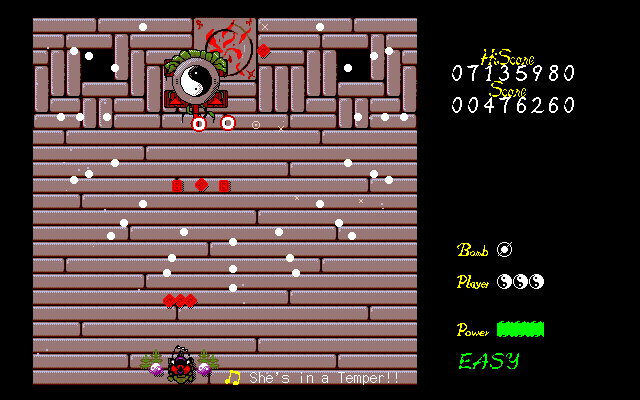 HiScore
07135980
Score
00476260
Bomb
Player
Power
EASY
♫ She's in a Temper!!